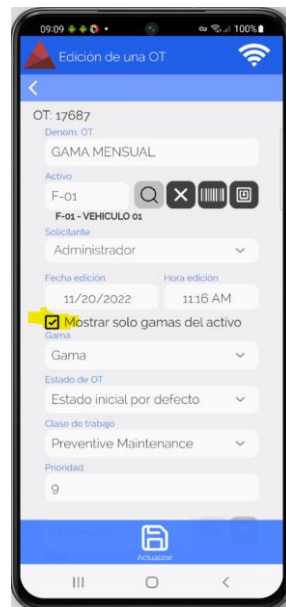 09:09
100%
Edición de una OT
OT: 17687
Denom. OT
GAMA MENSUAL
Activo
F-01
F-01 - VEHICULO 01
Solicitante
Administrador
Fecha edición Hora edición
11/20/2022 11:16 AM
Mostrar solo gamas del activo
Gama
Gama
Estado de OT
Estado inicial por defecto
Clase de trabajo
Preventive Maintenance
Prioridad
9
Actualizar